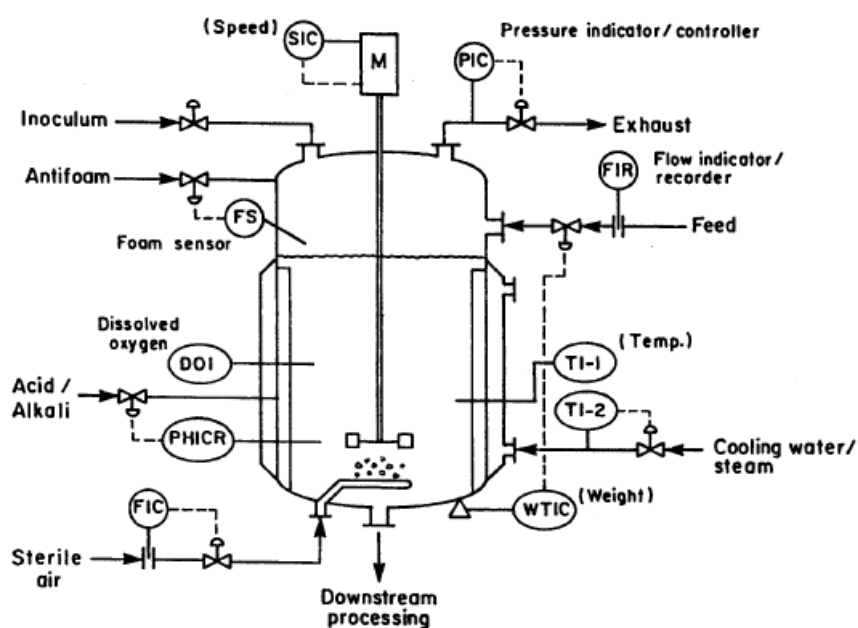 (Speed)
SIC
M
Pressure indicator/controller
PIC
Inoculum
Exhaust
Antifoam
Flow indicator/
recorder
FIR
FS
Foam sensor
Feed
Dissolved
oxygen
DOI
(Temp.)
TI-1
Acid /
Alkali
TI-2
PHICR
Cooling water/
steam
FIC
(Weight)
WTIC
Sterile
air
Downstream
processing